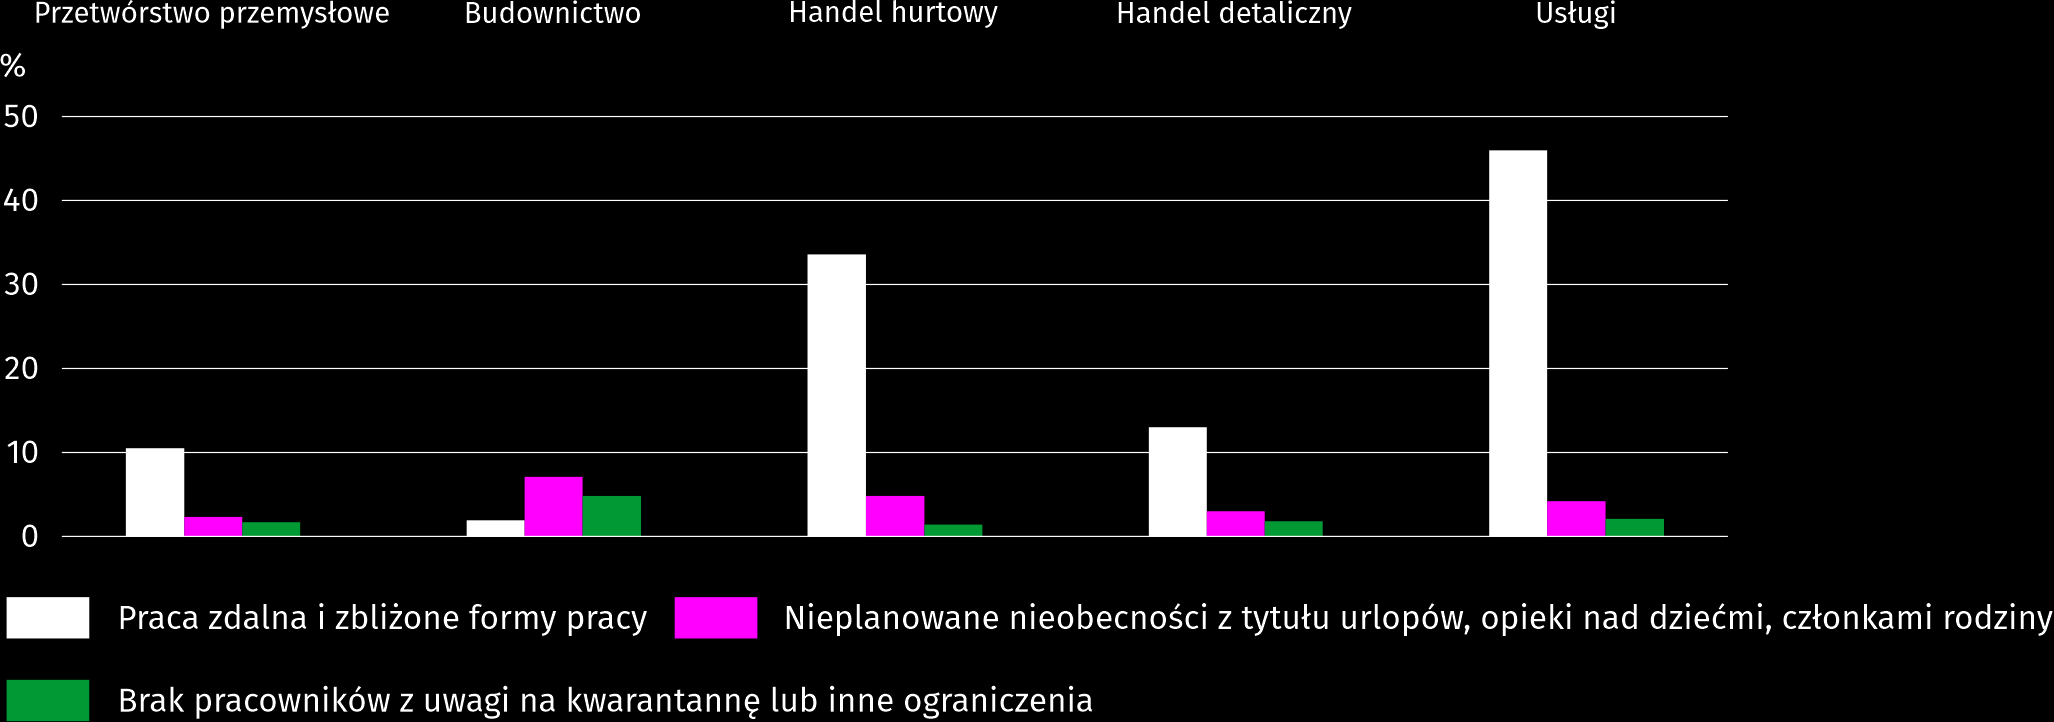 Przetwórstwo przemysłowe Budownictwo Handel hurtowy Handel detaliczny Usługi
%
50
40
30
20
10
0
Praca zdalna i zbliżone formy pracy Nieplanowane nieobecności z tytułu urlopów, opieki nad dziećmi, członkami rodziny
Brak pracowników z uwagi na kwarantannę lub inne ograniczenia